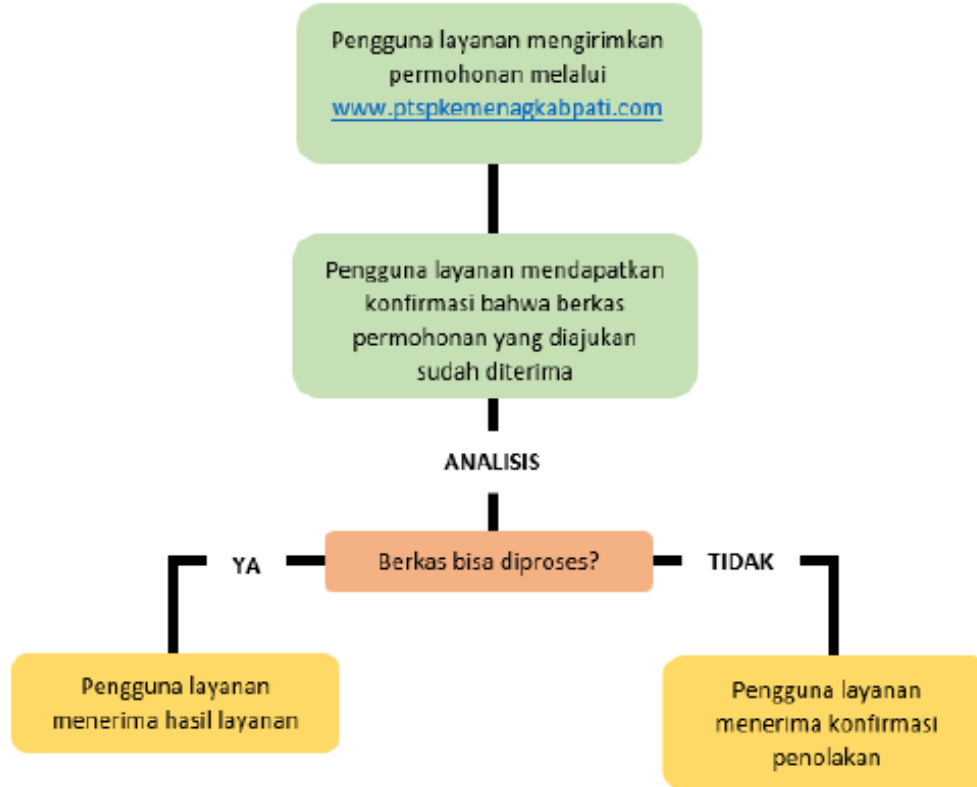 Pengguna layanan mengirimkan
permohonan melalui
www.ptspkemenagkabpati.com
Pengguna layanan mendapatkan
konfirmasi bahwa berkas
permohonan yang diajukan
sudah diterima
ANALISIS
YA
Berkas bisa diproses?
TIDAK
Pengguna layanan
menerima hasil layanan
Pengguna layanan
menerima konfirmasi
penolakan